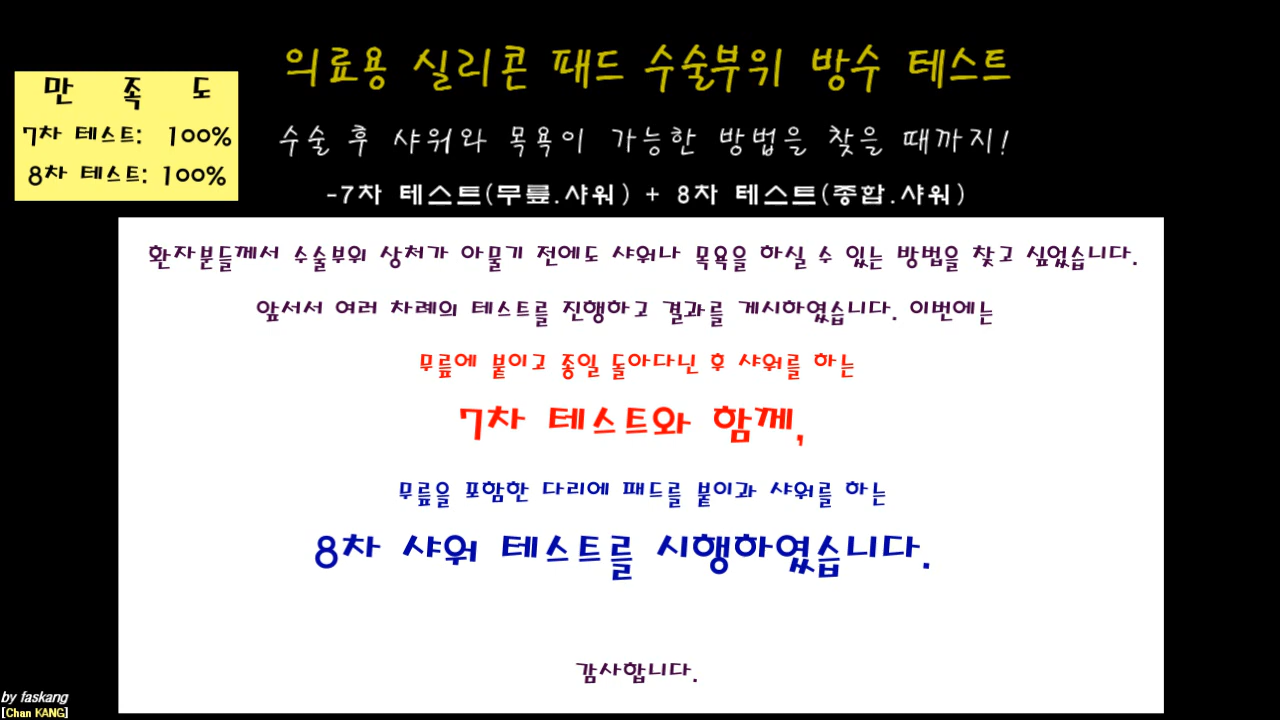 의료용 실리콘 패드 수술부위 방수 테스트
만 족 도
7차 테스트: 100%
8차 테스트: 100%
수술 후 샤워와 목욕이 가능한 방법을 찾을 때까지!
-7차 테스트(무릎.샤워) + 8차 테스트(종합.샤워)
환자분들께서 수술부위 상처가 아물기 전에도 샤워나 목욕을 하실 수 있는 방법을 찾고 싶었습니다.
앞서서 여러 차례의 테스트를 진행하고 결과를 게시하였습니다. 이번에는
무릎에 붙이고 종일 돌아다닌 후 샤워를 하는
7차 테스트와 함께,
무릎을 포함한 다리에 패드를 붙이과 샤워를 하는
8차 샤워 테스트를 시행하였습니다.
감사합니다.
by faskang
[Chan KANG]